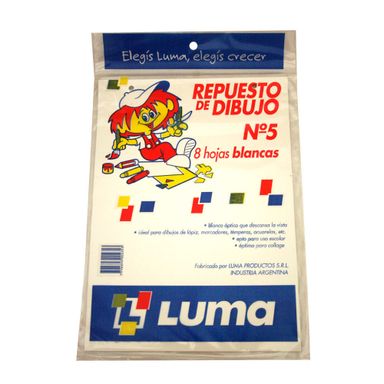 Elegís Luma, elegís crecer
REPUESTO
DE DIBUJO
Nº5
8 hojas blancas
• blanco óptico que descansa la vista
• ideal para dibujos de lápiz, marcadores, témperas, acuarelas, etc.
• apto para uso escolar
• óptimo para collage
Fabricado por LUMA PRODUCTOS S.R.L.
INDUSTRIA ARGENTINA
LUMA